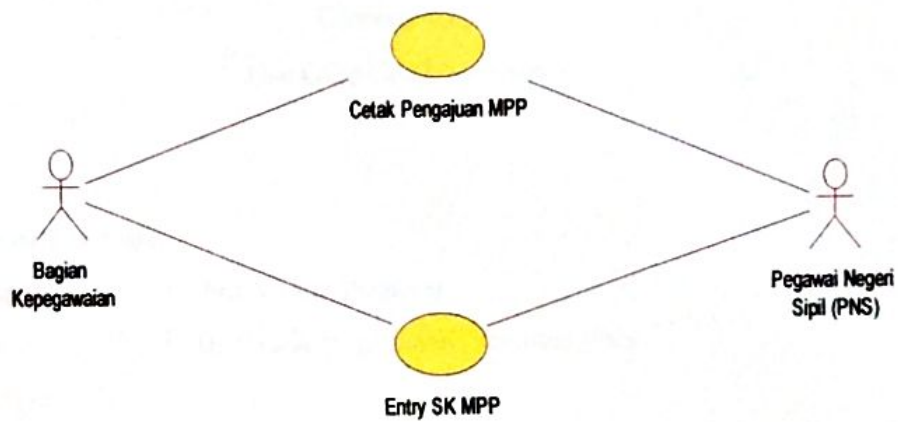 Cetak Pengajuan MPP
Bagian
Kepegawaian
Pegawai Negeri
Sipil (PNS)
Entry SK MPP